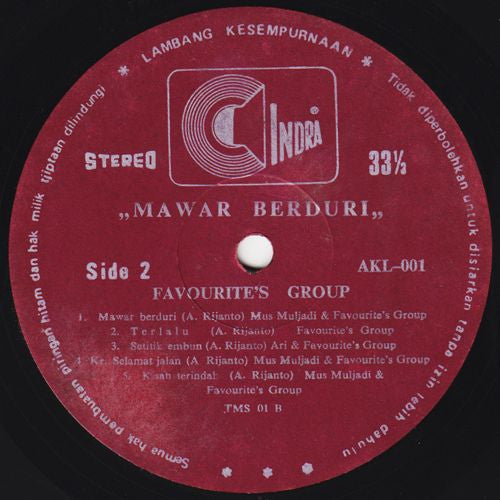 * LAMBANG KESEMPURNAAN *
INDRA ®
STEREO
33⅓
„MAWAR BERDURI„
Side 2
AKL-001
FAVOURITE'S GROUP
1. Mawar berduri (A. Rijanto) Mus Muljadi & Favourite's Group
2. Terlalu (A. Rijanto) Favourite's Group
3. Setitik embun (A. Rijanto) Ari & Favourite's Group
4. Kr. Selamat jalan (A. Rijanto) Mus Muljadi & Favourite's Group
5. Kisah terindah (A. Rijanto) Mus Muljadi &
Favourite's Group
TMS 01 B
Semua hak pembuatan piringan hitam dan hak milik tjiptaan dilindungi
Tidak diperbolehkan untuk disiarkan tanpa izin lebih dahulu
* * *